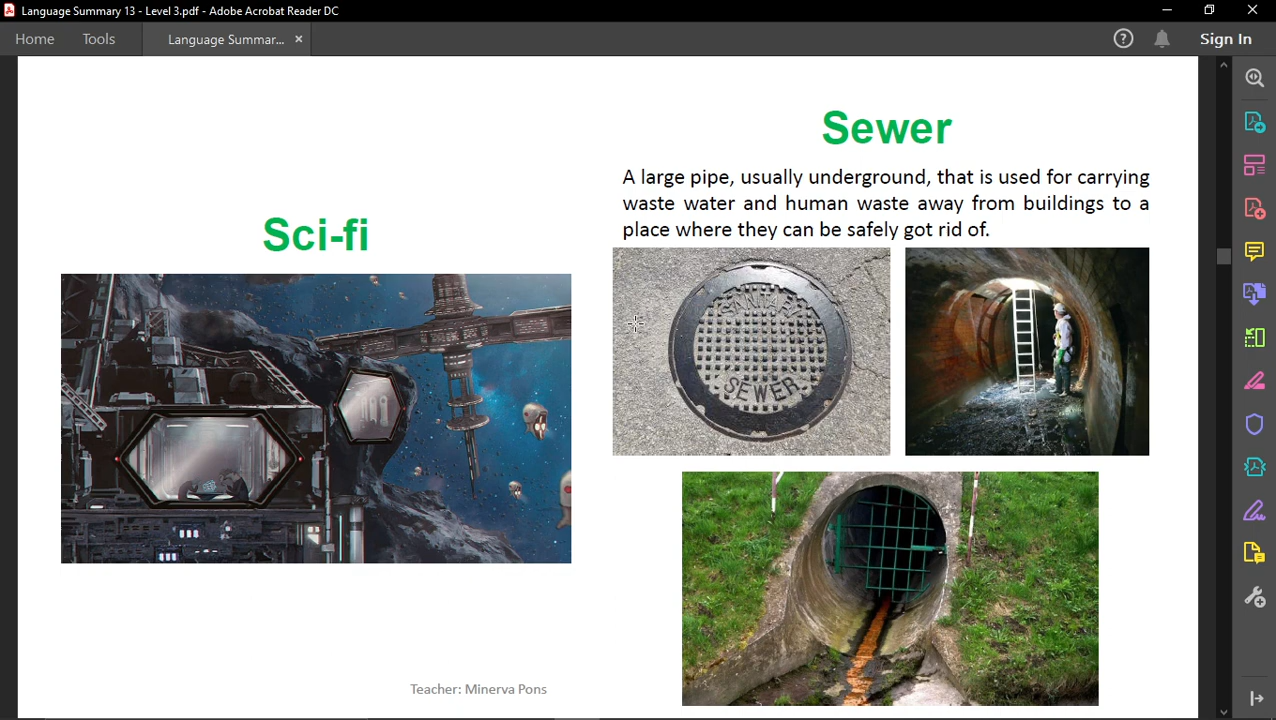 Language Summary 13 - Level 3.pdf - Adobe Acrobat Reader DC
Home
Tools
Language Summar...
Sign In
Sci-fi
Teacher: Minerva Pons
Sewer
A large pipe, usually underground, that is used for carrying
waste water and human waste away from buildings to a
place where they can be safely got rid of.
SEWER